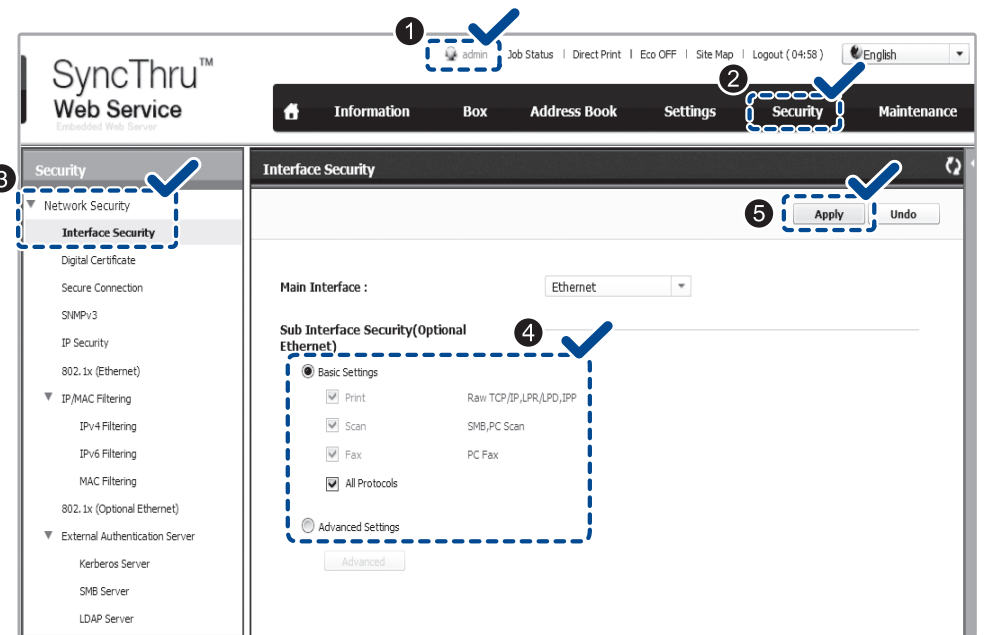 1
admin Job Status | Direct Print | Eco OFF | Site Map | Logout ( 04:58 ) English
SyncThru™
Web Service
Embedded Web Server
2
Information Box Address Book Settings Security Maintenance
3
Security
Network Security
Interface Security
Digital Certificate
Secure Connection
SNMPv3
IP Security
802.1x (Ethernet)
IP/MAC Filtering
IPv4 Filtering
IPv6 Filtering
MAC Filtering
802.1x (Optional Ethernet)
External Authentication Server
Kerberos Server
SMB Server
LDAP Server
Interface Security
5 Apply Undo
Main Interface : Ethernet
Sub Interface Security(Optional
Ethernet)
4
Basic Settings
Print Raw TCP/IP,LPR/LPD,IPP
Scan SMB,PC Scan
Fax PC Fax
All Protocols
Advanced Settings
Advanced